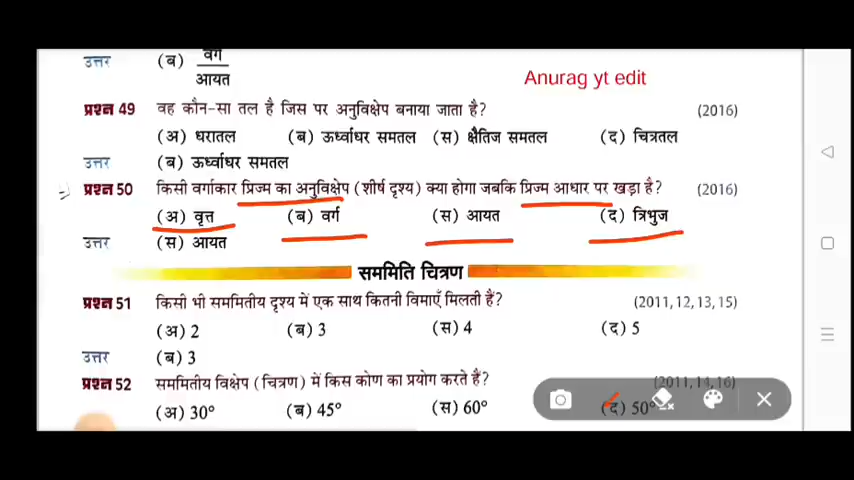 वर्ग
उत्तर (ब) आयत
Anurag yt edit
प्रश्न 49 वह कौन-सा तल है जिस पर अनुविक्षेप बनाया जाता है? (2016)
(अ) धरातल (ब) ऊर्ध्वाधर समतल (स) क्षैतिज समतल (द) चित्रतल
उत्तर (ब) ऊर्ध्वाधर समतल
प्रश्न 50 किसी वर्गाकार प्रिज्म का अनुविक्षेप (शीर्ष दृश्य) क्या होगा जबकि प्रिज्म आधार पर खड़ा है? (2016)
(अ) वृत्त (ब) वर्ग (स) आयत (द) त्रिभुज
उत्तर (स) आयत
सममिति चित्रण
प्रश्न 51 किसी भी सममितीय दृश्य में एक साथ कितनी विमाएँ मिलती हैं? (2011, 12, 13, 15)
(अ) 2 (ब) 3 (स) 4 (द) 5
उत्तर (ब) 3
प्रश्न 52 सममितीय विक्षेप (चित्रण) में किस कोण का प्रयोग करते हैं? (2011, 14, 16)
(अ) 30° (ब) 45° (स) 60° (द) 50°